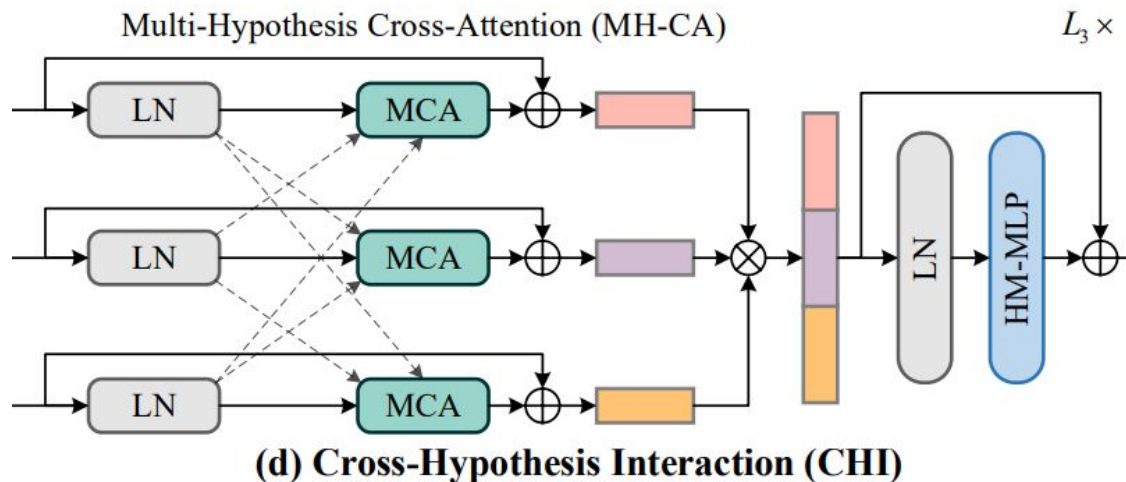 Multi-Hypothesis Cross-Attention (MH-CA)
L₃ ×
LN
MCA
LN
MCA
LN
MCA
LN
HM-MLP
(d) Cross-Hypothesis Interaction (CHI)